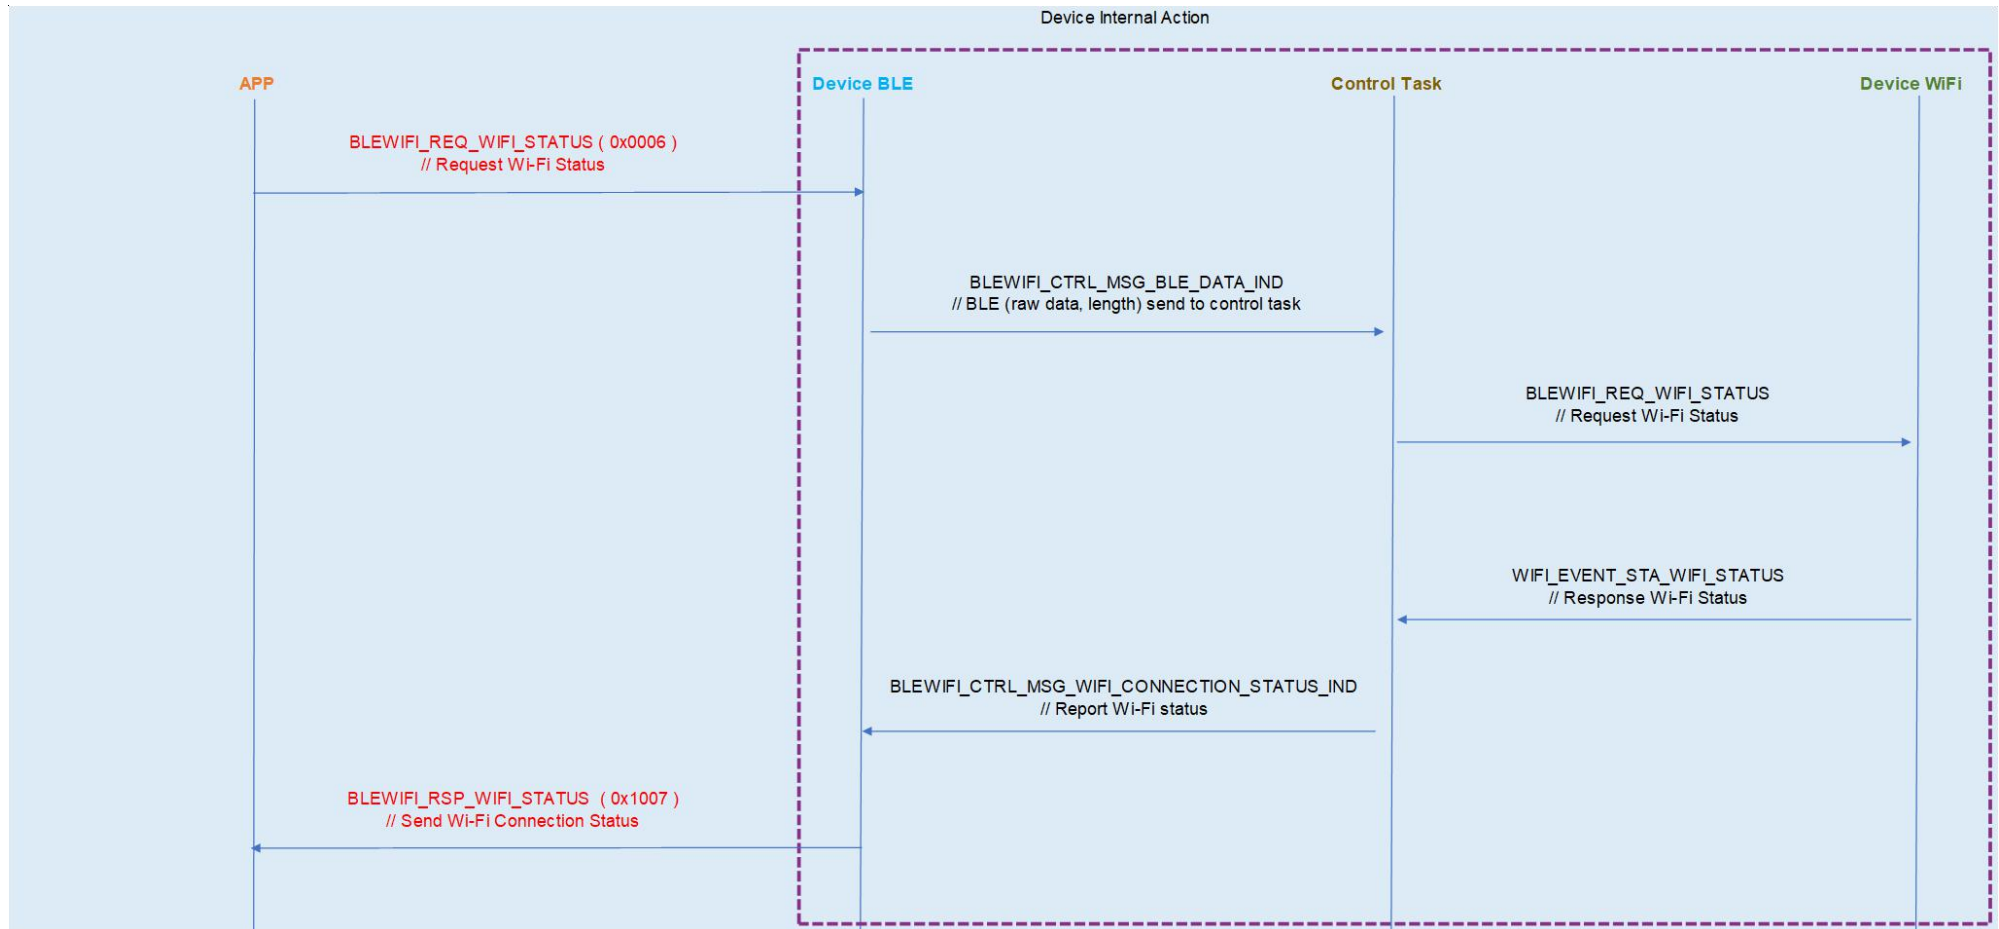 Device Internal Action
APP
Device BLE
Control Task
Device WiFi
BLEWIFI_REQ_WIFI_STATUS ( 0x0006 )
// Request Wi-Fi Status
BLEWIFI_CTRL_MSG_BLE_DATA_IND
// BLE (raw data, length) send to control task
BLEWIFI_REQ_WIFI_STATUS
// Request Wi-Fi Status
WIFI_EVENT_STA_WIFI_STATUS
// Response Wi-Fi Status
BLEWIFI_CTRL_MSG_WIFI_CONNECTION_STATUS_IND
// Report Wi-Fi status
BLEWIFI_RSP_WIFI_STATUS ( 0x1007 )
// Send Wi-Fi Connection Status